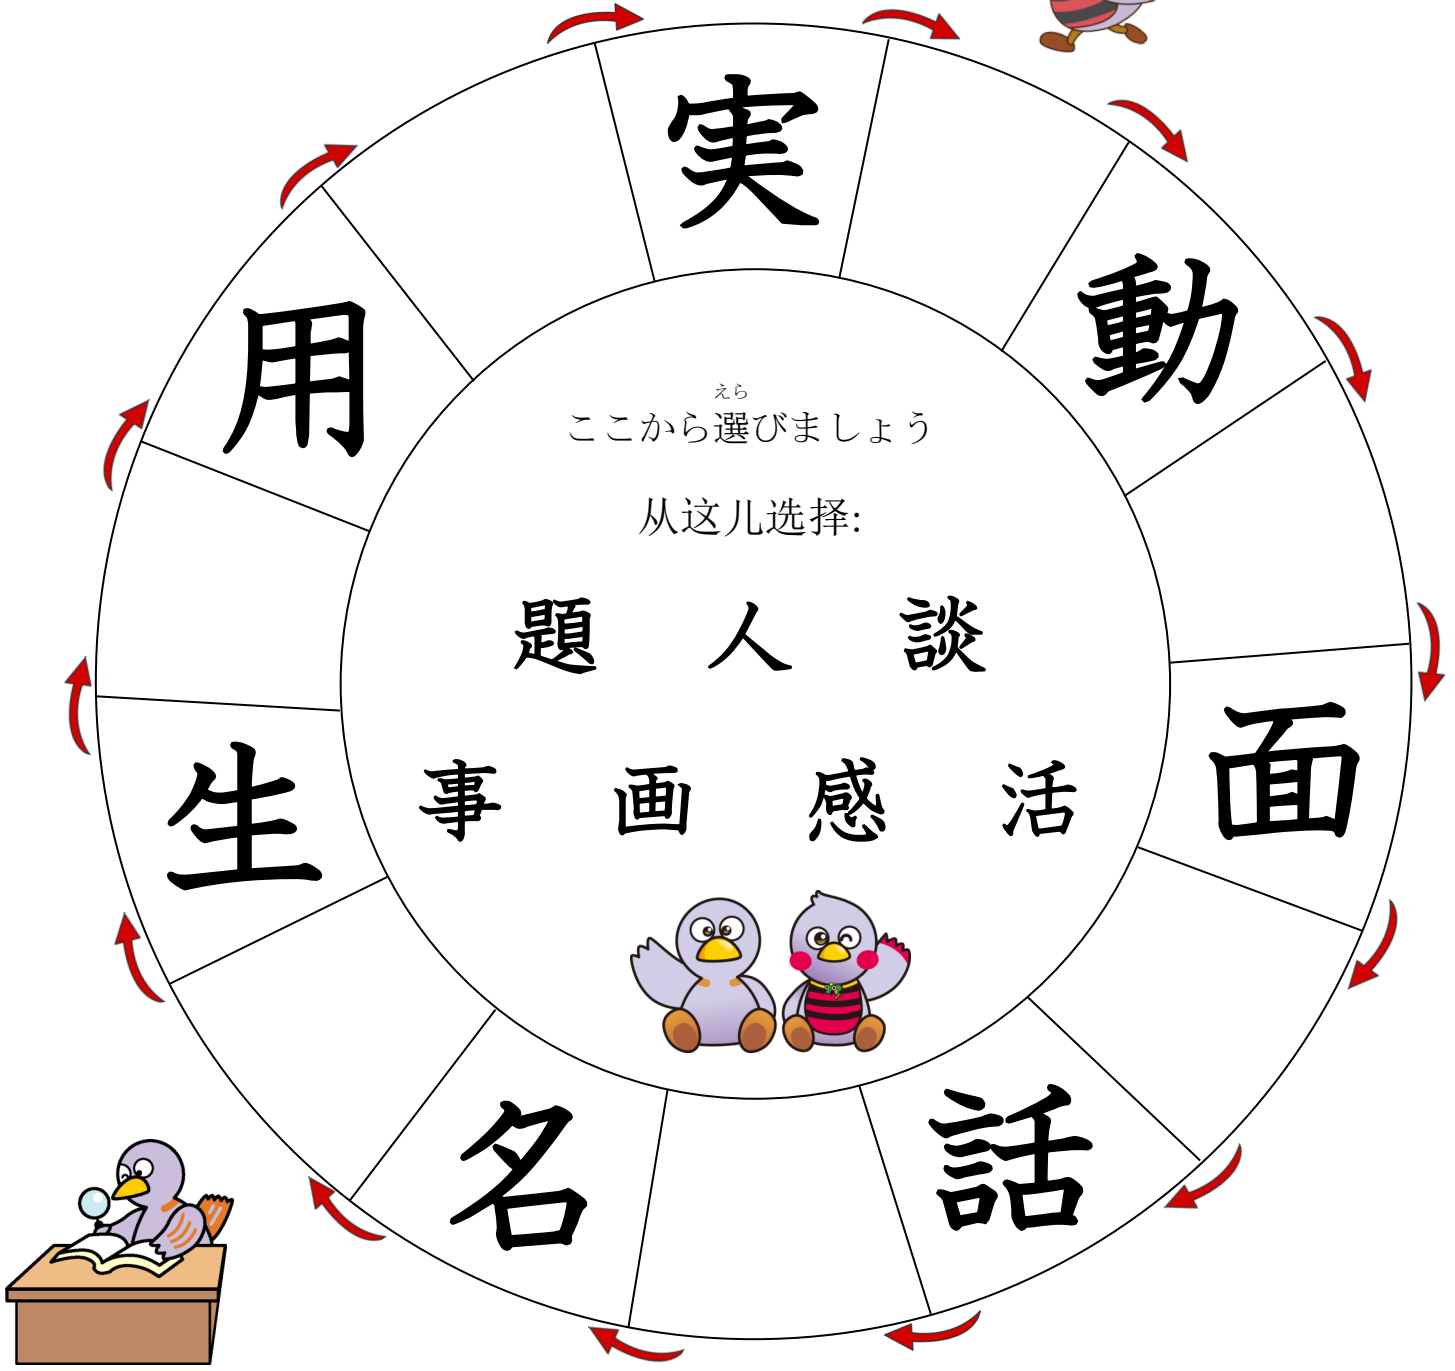 実
動
面
話
名
生
用
えら
ここから選びましょう
从这儿选择:
題 人 談
事 画 感 活